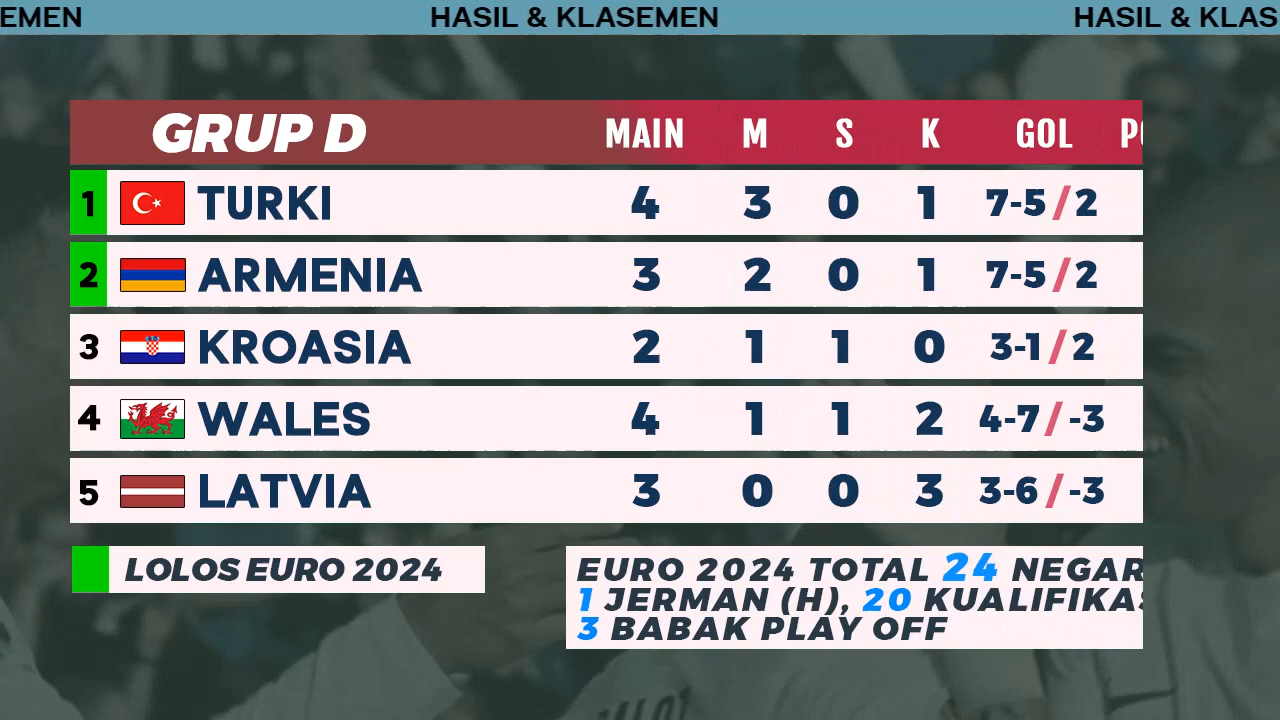 EMEN HASIL & KLASEMEN HASIL & KLAS
GRUP D MAIN M S K GOL
1 TURKI 4 3 0 1 7-5 / 2
2 ARMENIA 3 2 0 1 7-5 / 2
3 KROASIA 2 1 1 0 3-1 / 2
4 WALES 4 1 1 2 4-7 / -3
5 LATVIA 3 0 0 3 3-6 / -3
LOLOS EURO 2024
EURO 2024 TOTAL 24 NEGAR
1 JERMAN (H), 20 KUALIFIKAS
3 BABAK PLAY OFF